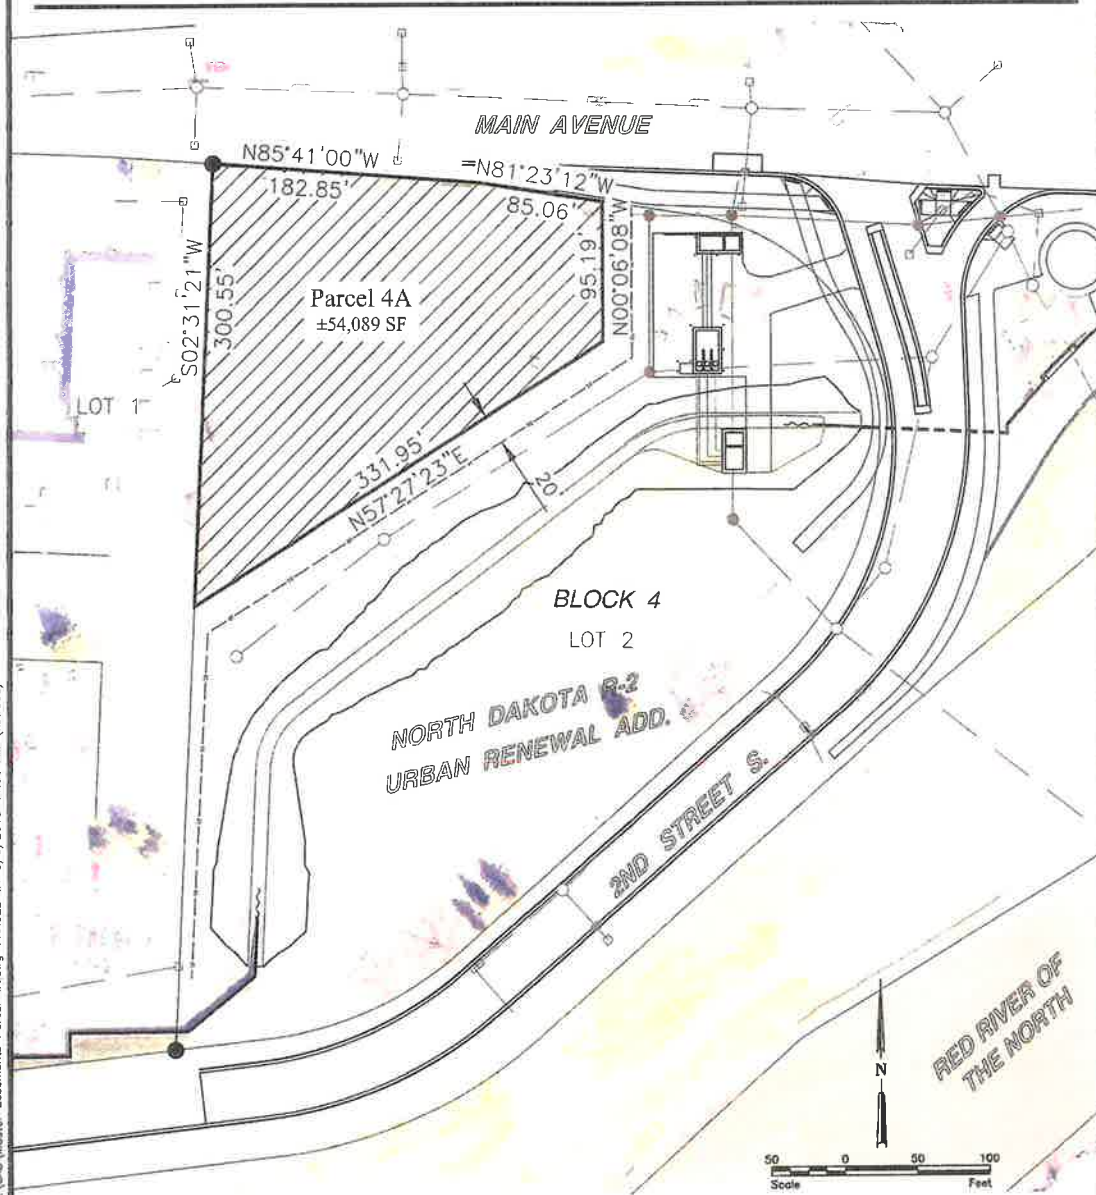 MAIN AVENUE
N85°41'00"W
182.85'
N81°23'12"W
85.06'
S02°31'21"W
300.55'
Parcel 4A
±54,089 SF
95.19'
N00°06'08"W
LOT 1
331.95'
N57°27'23"E
20'
BLOCK 4
LOT 2
NORTH DAKOTA R-2
URBAN RENEWAL ADD.
2ND STREET S.
RED RIVER OF
THE NORTH
N
50 0 50 100
Scale Feet